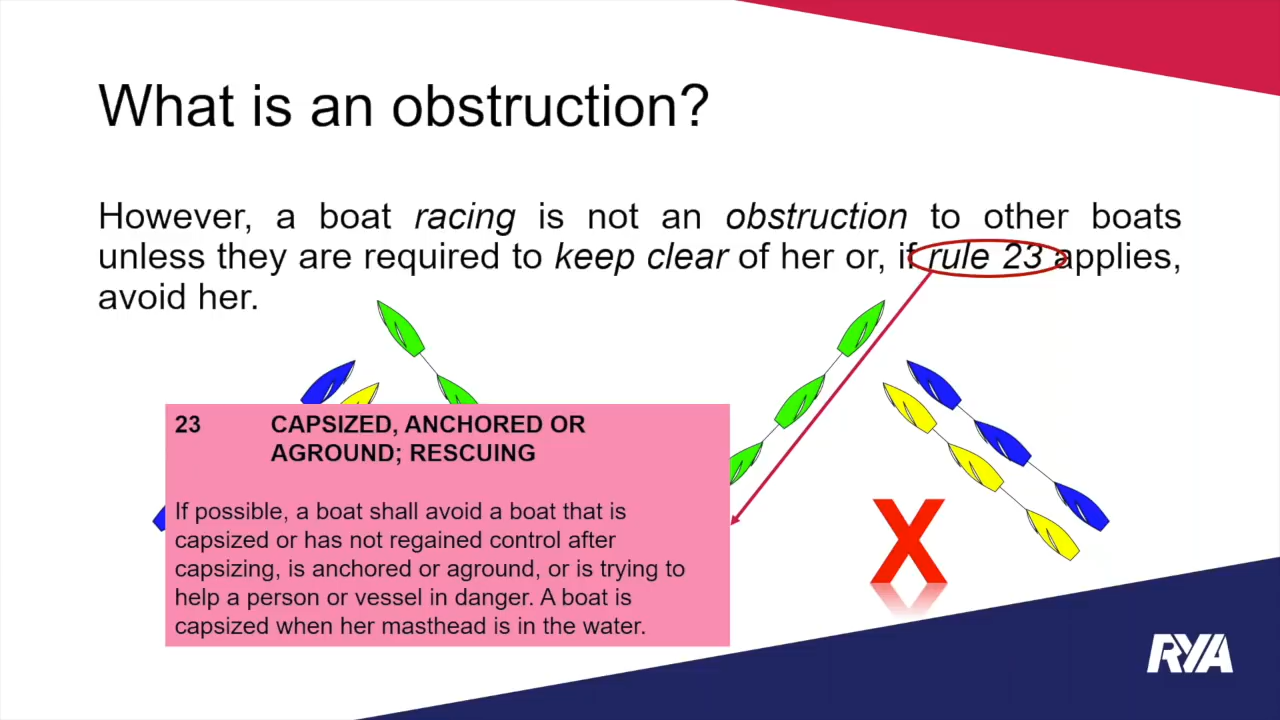 What is an obstruction?
However, a boat racing is not an obstruction to other boats
unless they are required to keep clear of her or, if rule 23 applies,
avoid her.
23 CAPSIZED, ANCHORED OR
AGROUND; RESCUING
If possible, a boat shall avoid a boat that is
capsized or has not regained control after
capsizing, is anchored or aground, or is trying to
help a person or vessel in danger. A boat is
capsized when her masthead is in the water.
X
RYA